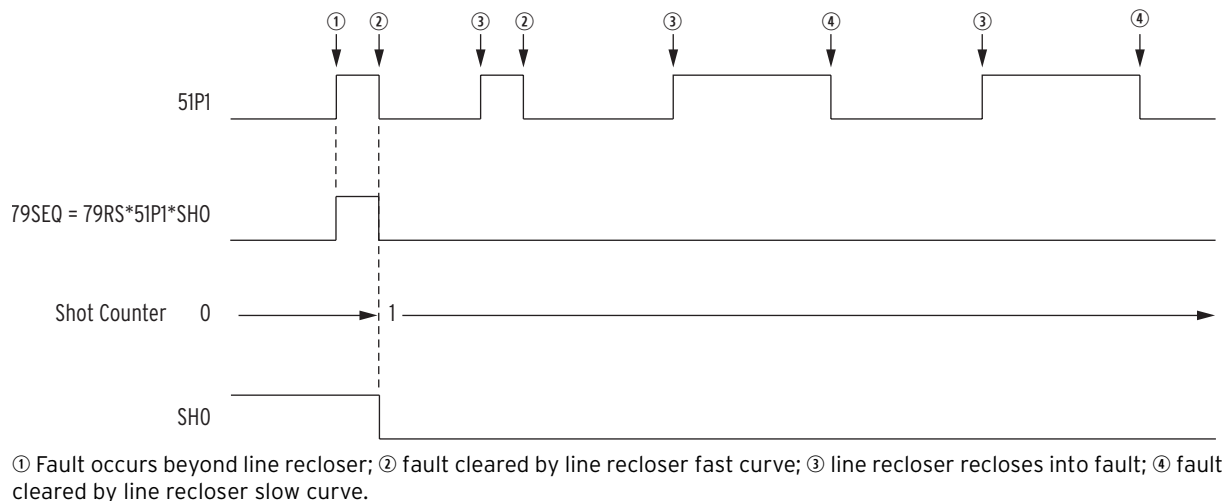 ① ② ③ ② ③ ④ ③ ④
51P1
79SEQ = 79RS*51P1*SH0
Shot Counter 0 1
SH0
① Fault occurs beyond line recloser; ② fault cleared by line recloser fast curve; ③ line recloser recloses into fault; ④ fault
cleared by line recloser slow curve.